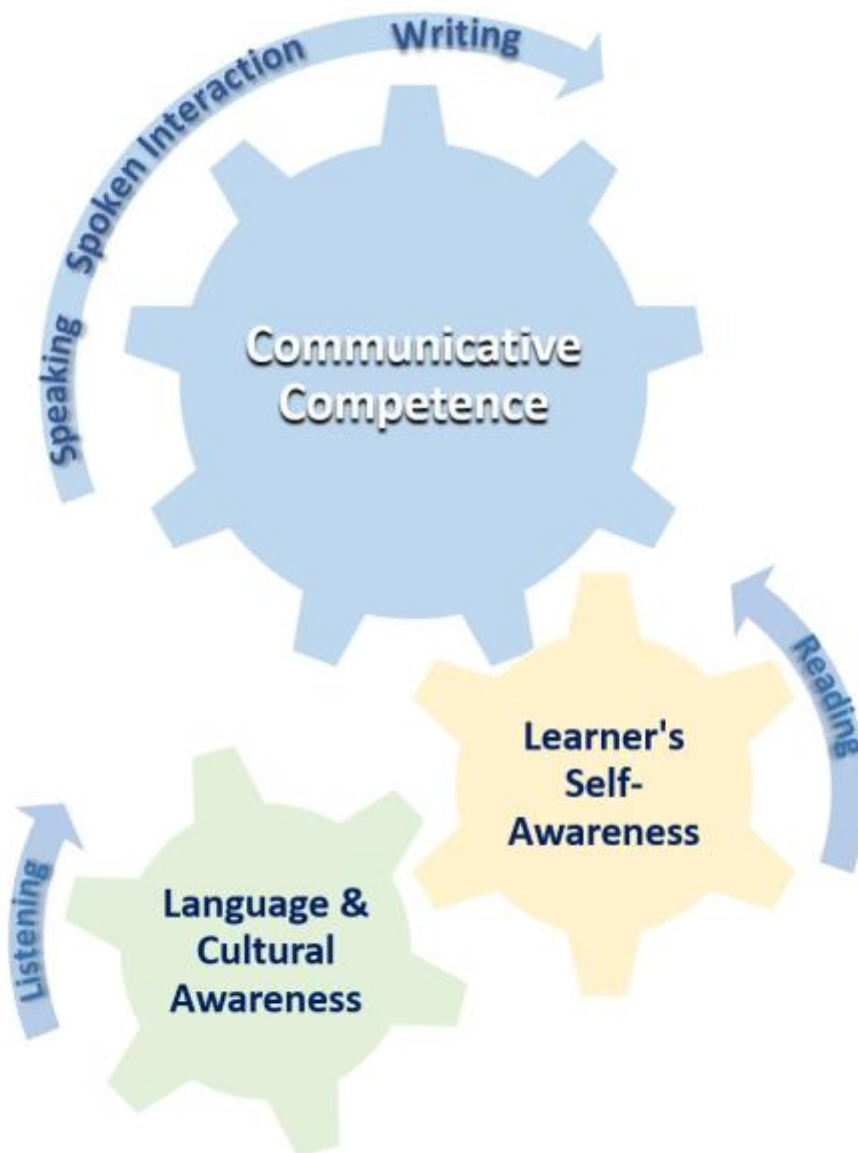 Writing
Spoken Interaction
Speaking
Communicative
Competence
Reading
Learner's
Self-
Awareness
Listening
Language &
Cultural
Awareness